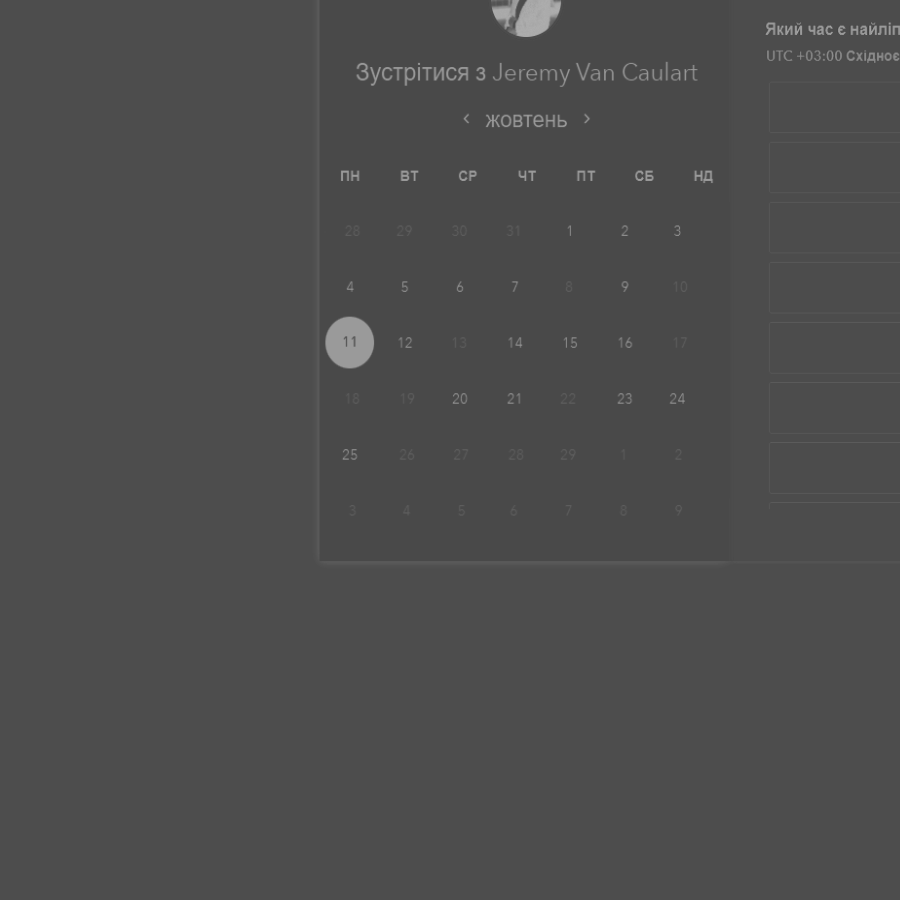 Зустрітися з Jeremy Van Caulart
жовтень
ПН ВТ СР ЧТ ПТ СБ НД
28 29 30 31 1 2 3
4 5 6 7 8 9 10
11 12 13 14 15 16 17
18 19 20 21 22 23 24
25 26 27 28 29 1 2
3 4 5 6 7 8 9
Який час є
UTC +03:00 Східноє